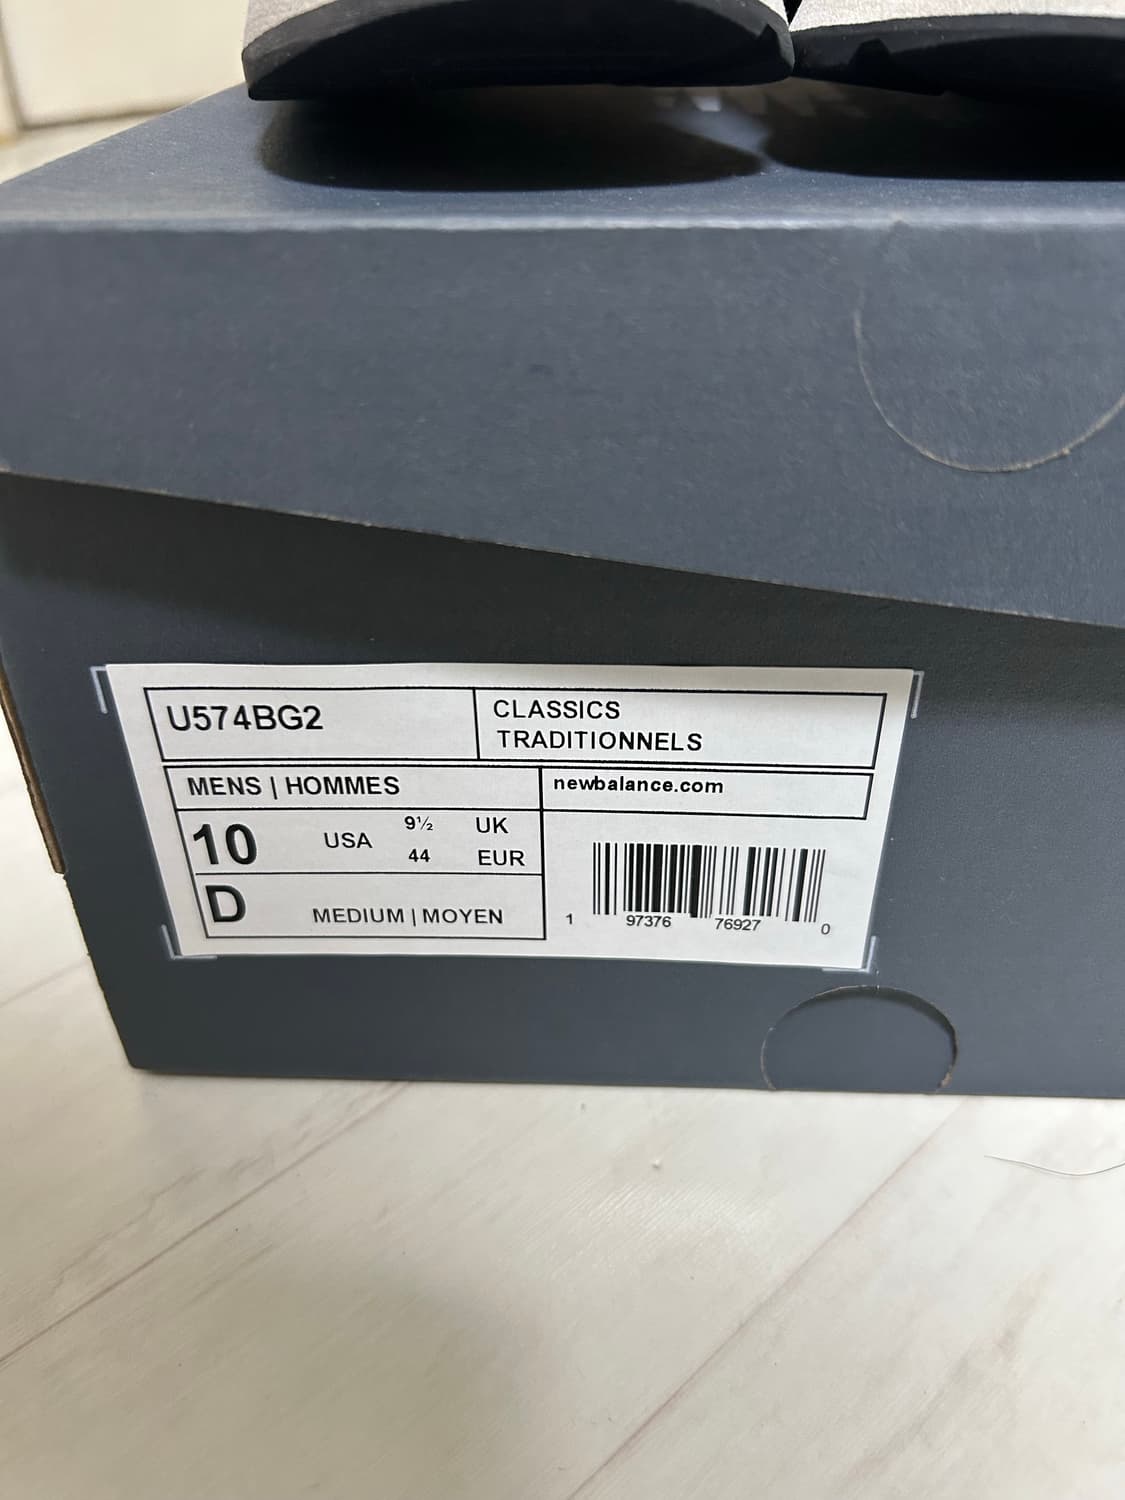 U574BG2
CLASSICS
TRADITIONNELS
MENS | HOMMES
newbalance.com
10 USA 9½ UK
44 EUR
D MEDIUM | MOYEN
1 97376 76927 0